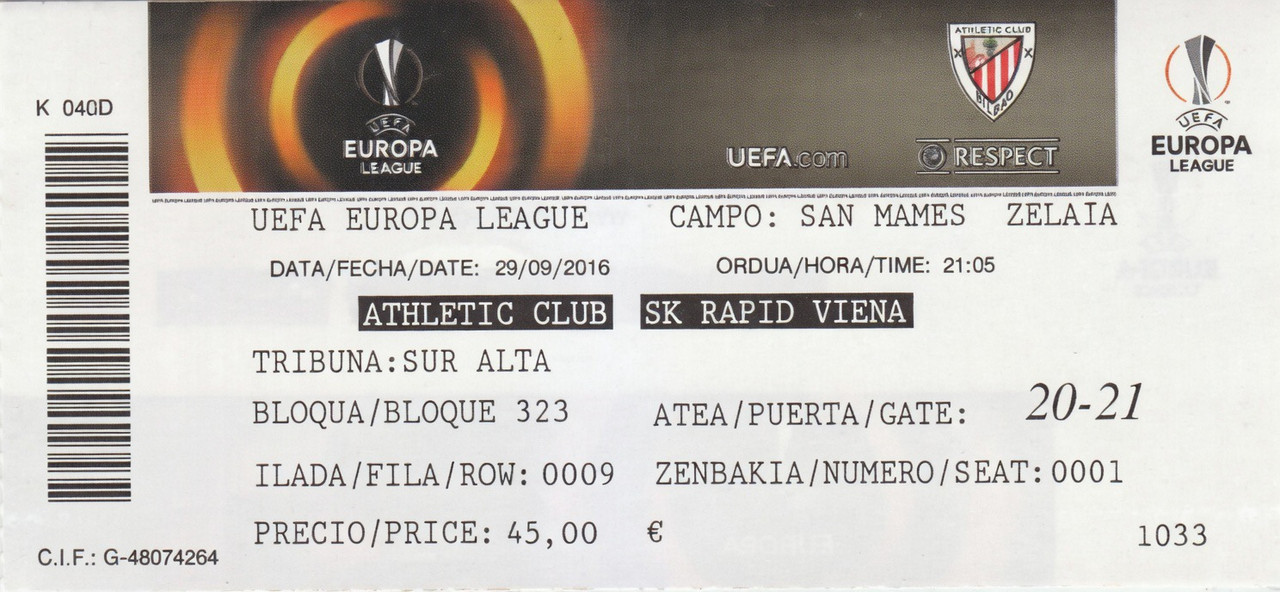 K 040D
UEFA
EUROPA
LEAGUE
ATHLETIC CLUB
BILBAO
UEFA.com
RESPECT
UEFA
EUROPA
LEAGUE
UEFA EUROPA LEAGUE CAMPO: SAN MAMES ZELAIA
DATA/FECHA/DATE: 29/09/2016 ORDUA/HORA/TIME: 21:05
ATHLETIC CLUB SK RAPID VIENA
TRIBUNA:SUR ALTA
BLOQUA/BLOQUE 323 ATEA/PUERTA/GATE: 20-21
ILADA/FILA/ROW: 0009 ZENBAKIA/NUMERO/SEAT:0001
PRECIO/PRICE: 45,00 €
1033
C.I.F.: G-48074264